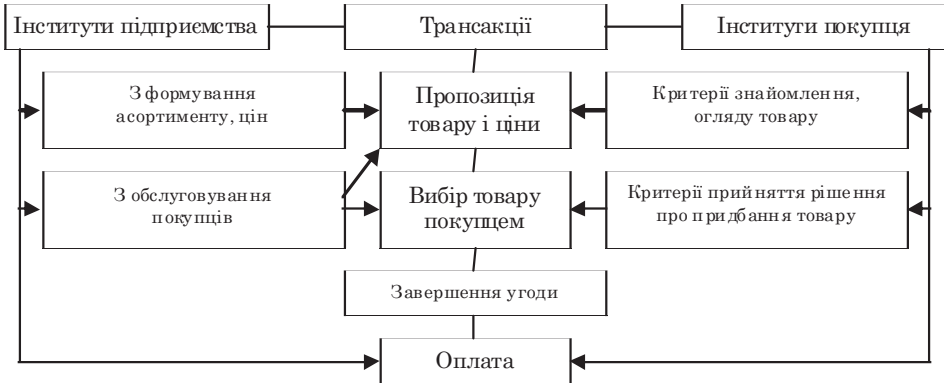 Інститути підприємства
Трансакції
Інститути покупця
З формування
асортименту, цін
Пропозиція
товару і ціни
Критерії знайомлення,
огляду товару
З обслуговування
покупців
Вибір товару
покупцем
Критерії прийняття рішення
про придбання товару
Завершення угоди
Оплата